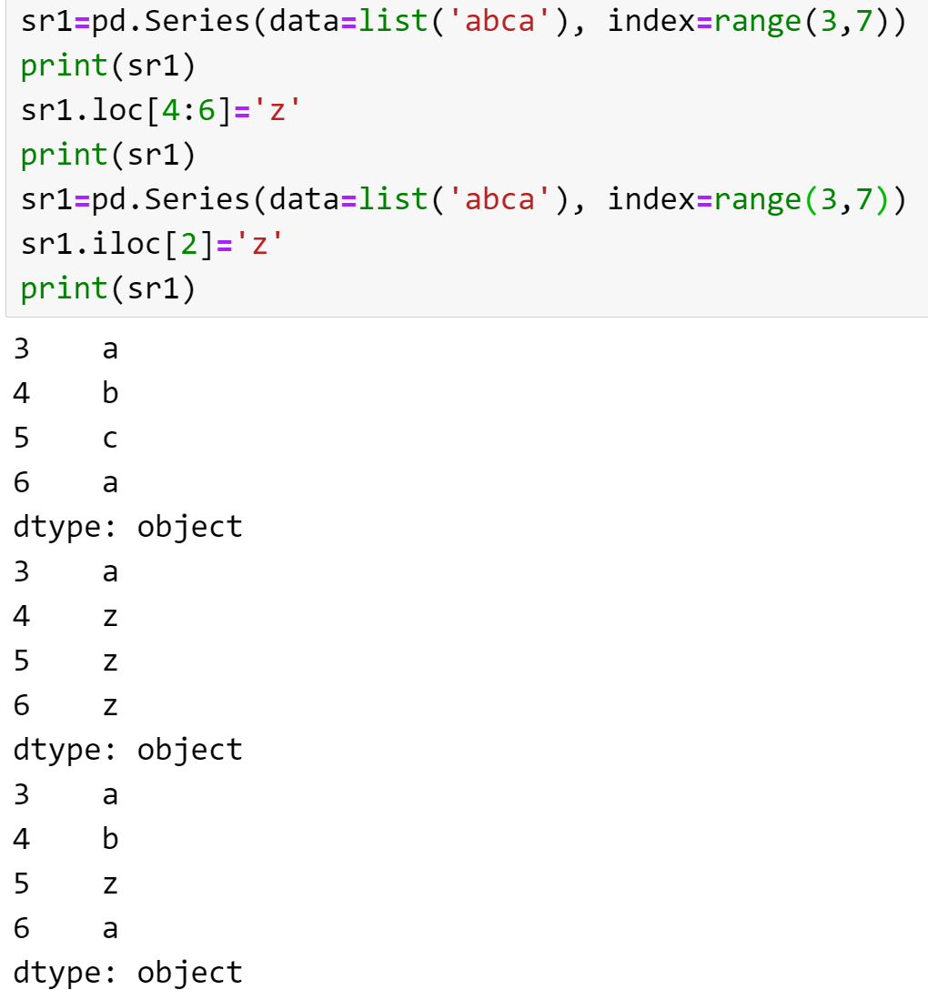 sr1=pd.Series(data=list('abca'), index=range(3,7))
print(sr1)
sr1.loc[4:6]='z'
print(sr1)
sr1=pd.Series(data=list('abca'), index=range(3,7))
sr1.iloc[2]='z'
print(sr1)
3    a
4    b
5    c
6    a
dtype: object
3    a
4    z
5    z
6    z
dtype: object
3    a
4    b
5    z
6    a
dtype: object